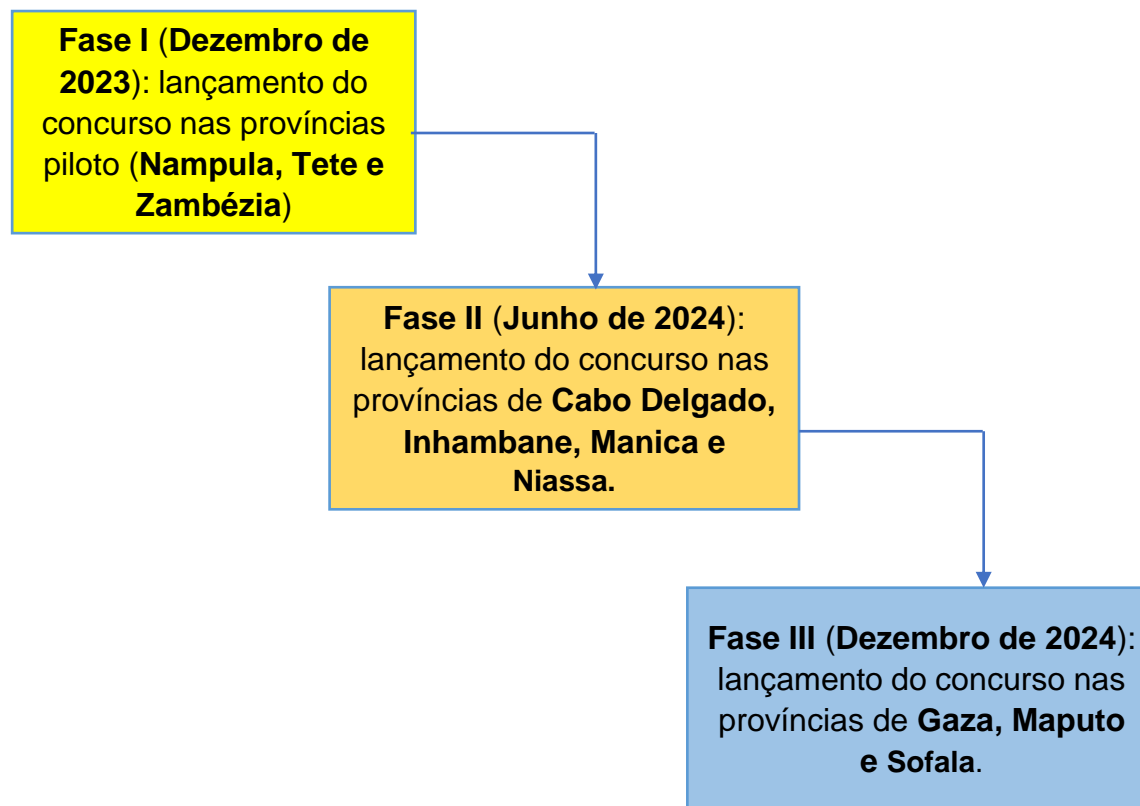 Fase I (Dezembro de
2023): lançamento do
concurso nas províncias
piloto (Nampula, Tete e
Zambézia)
Fase II (Junho de 2024):
lançamento do concurso nas
províncias de Cabo Delgado,
Inhambane, Manica e
Niassa.
Fase III (Dezembro de 2024):
lançamento do concurso nas
províncias de Gaza, Maputo
e Sofala.